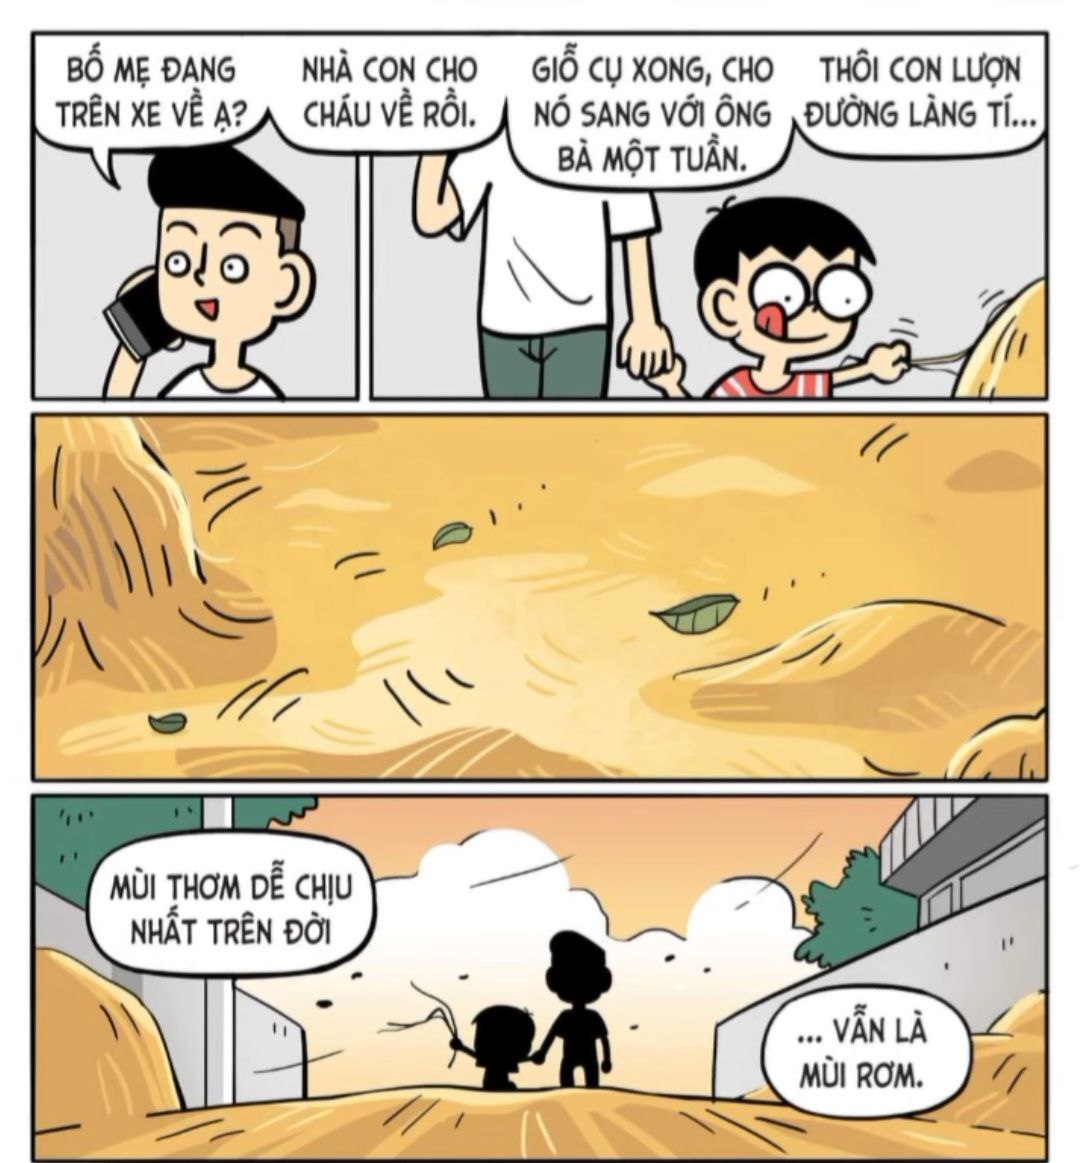 BỐ MẸ ĐANG
TRÊN XE VỀ Ạ?
NHÀ CON CHO
CHÁU VỀ RỒI.
GIỖ CỤ XONG, CHO
NÓ SANG VỚI ÔNG
BÀ MỘT TUẦN.
THÔI CON LƯỢN
ĐƯỜNG LÀNG TÍ...
MÙI THƠM DỄ CHỊU
NHẤT TRÊN ĐỜI
... VẪN LÀ
MÙI RƠM.